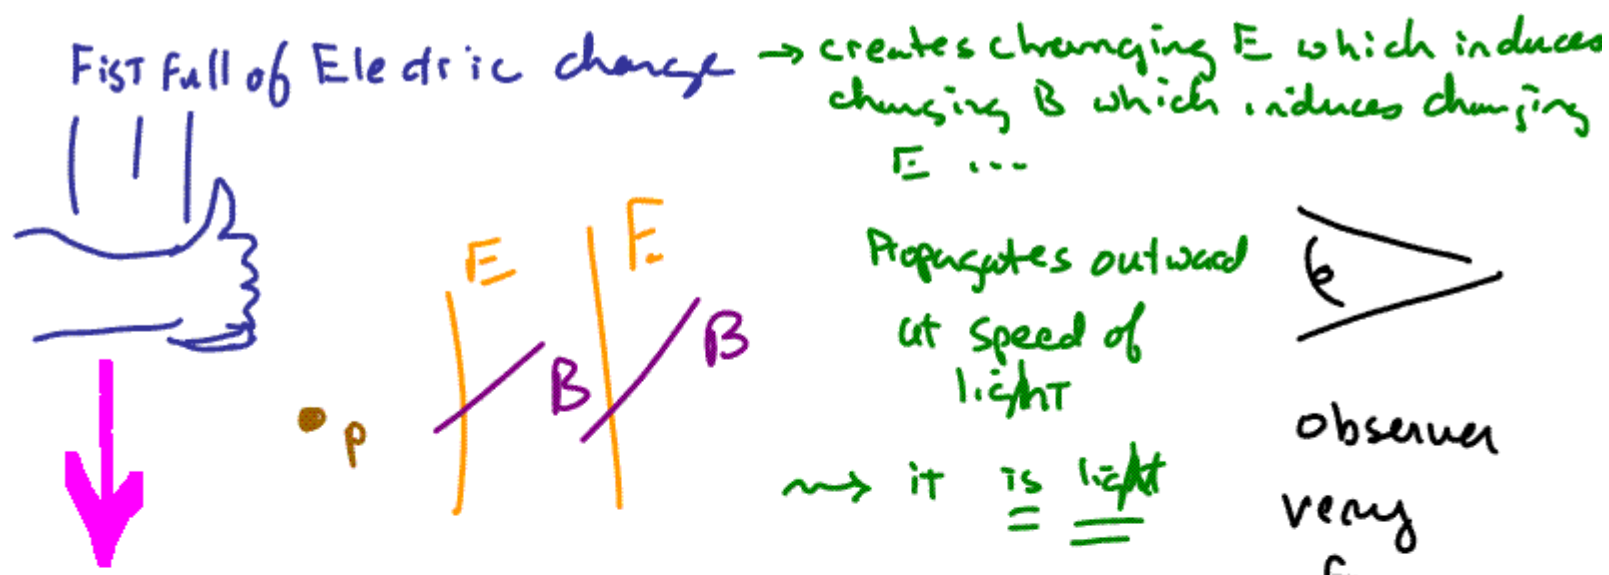 Fist full of Electric charge → creates changing E which induces
changing B which induces changing
E ...
E
E
B
B
P
Propagates outward
at speed of
light
⇝ it is light
observer
very